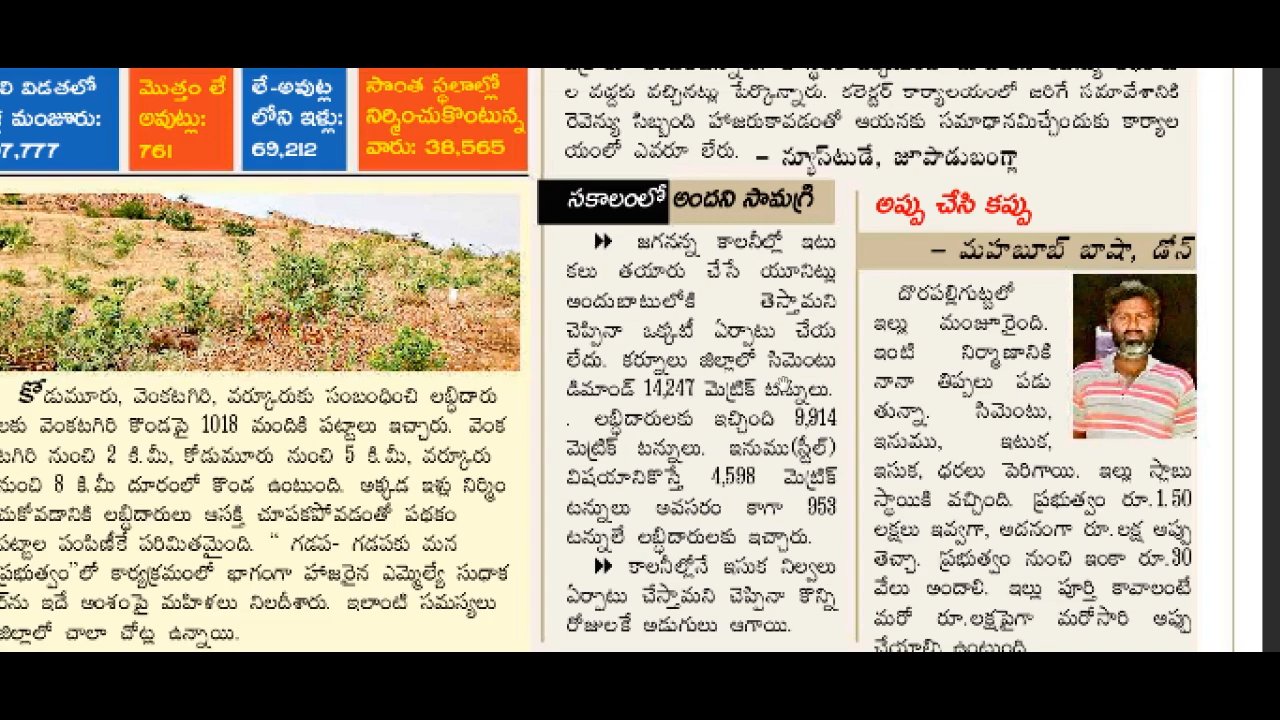 లి విడతలో
మంజూరు:
7,777
మొత్తం లే
అవుట్లు:
761
లే-అవుట్ల
లోని ఇళ్లు:
69,212
సొంత స్థలాల్లో
నిర్మించుకొంటున్న
వారు: 38,565
కోడుమూరు, వెంకటగిరి, వర్కూరుకు సంబంధించి లబ్ధిదారు
లకు వెంకటగిరి కొండపై 1018 మందికి పట్టాలు ఇచ్చారు. వెంక
టగిరి నుంచి 2 కి.మీ, కోడుమూరు నుంచి 5 కి.మీ, వర్కూరు
నుంచి 8 కి.మీ దూరంలో కొండ ఉంటుంది. అక్కడ ఇళ్లు నిర్మిం
చుకోవడానికి లబ్ధిదారులు ఆసక్తి చూపకపోవడంతో పథకం
పట్టాల పంపిణీకే పరిమితమైంది. “ గడప- గడపకు మన
ప్రభుత్వం”లో కార్యక్రమంలో భాగంగా హాజరైన ఎమ్మెల్యే సుధాక
ర్‌ను ఇదే అంశంపై మహిళలు నిలదీశారు. ఇలాంటి సమస్యలు
జిల్లాలో చాలా చోట్ల ఉన్నాయి.
ల వద్దకు వచ్చినట్లు పేర్కొన్నారు. కలెక్టర్ కార్యాలయంలో జరిగే సమావేశానికి
రెవెన్యు సిబ్బంది హాజరుకావడంతో ఆయనకు సమాధానమిచ్చేందుకు కార్యాల
యంలో ఎవరూ లేరు. – న్యూస్‌టుడే, జూపాడుబంగ్లా
సకాలంలో అందని సామగ్రి
జగనన్న కాలనీల్లో ఇటు
కలు తయారు చేసే యూనిట్లు
అందుబాటులోకి తెస్తామని
చెప్పినా ఒక్కటీ ఏర్పాటు చేయ
లేదు. కర్నూలు జిల్లాలో సిమెంటు
డిమాండ్ 14,247 మెట్రిక్ టన్నులు.
. లబ్ధిదారులకు ఇచ్చింది 9,914
మెట్రిక్ టన్నులు. ఇనుము(స్టీల్)
విషయానికొస్తే 4,598 మెట్రిక్
టన్నులు అవసరం కాగా 953
టన్నులే లబ్ధిదారులకు ఇచ్చారు.
కాలనీల్లోనే ఇసుక నిల్వలు
ఏర్పాటు చేస్తామని చెప్పినా కొన్ని
రోజులకే అడుగులు ఆగాయి.
అప్పు చేసి కప్పు
– మహబూబ్ బాషా, డోన్
దొరపల్లిగుట్టలో
ఇల్లు మంజూరైంది.
ఇంటి నిర్మాణానికి
నానా తిప్పలు పడు
తున్నా. సిమెంటు,
ఇనుము, ఇటుక,
ఇసుక, ధరలు పెరిగాయి. ఇల్లు స్లాబు
స్థాయికి వచ్చింది. ప్రభుత్వం రూ.1.50
లక్షలు ఇవ్వగా, అదనంగా రూ.లక్ష అప్పు
తెచ్చా. ప్రభుత్వం నుంచి ఇంకా రూ.30
వేలు అందాలి. ఇల్లు పూర్తి కావాలంటే
మరో రూ.లక్షపైగా మరోసారి అప్పు
చేయాల్సి ఉంటుంది.